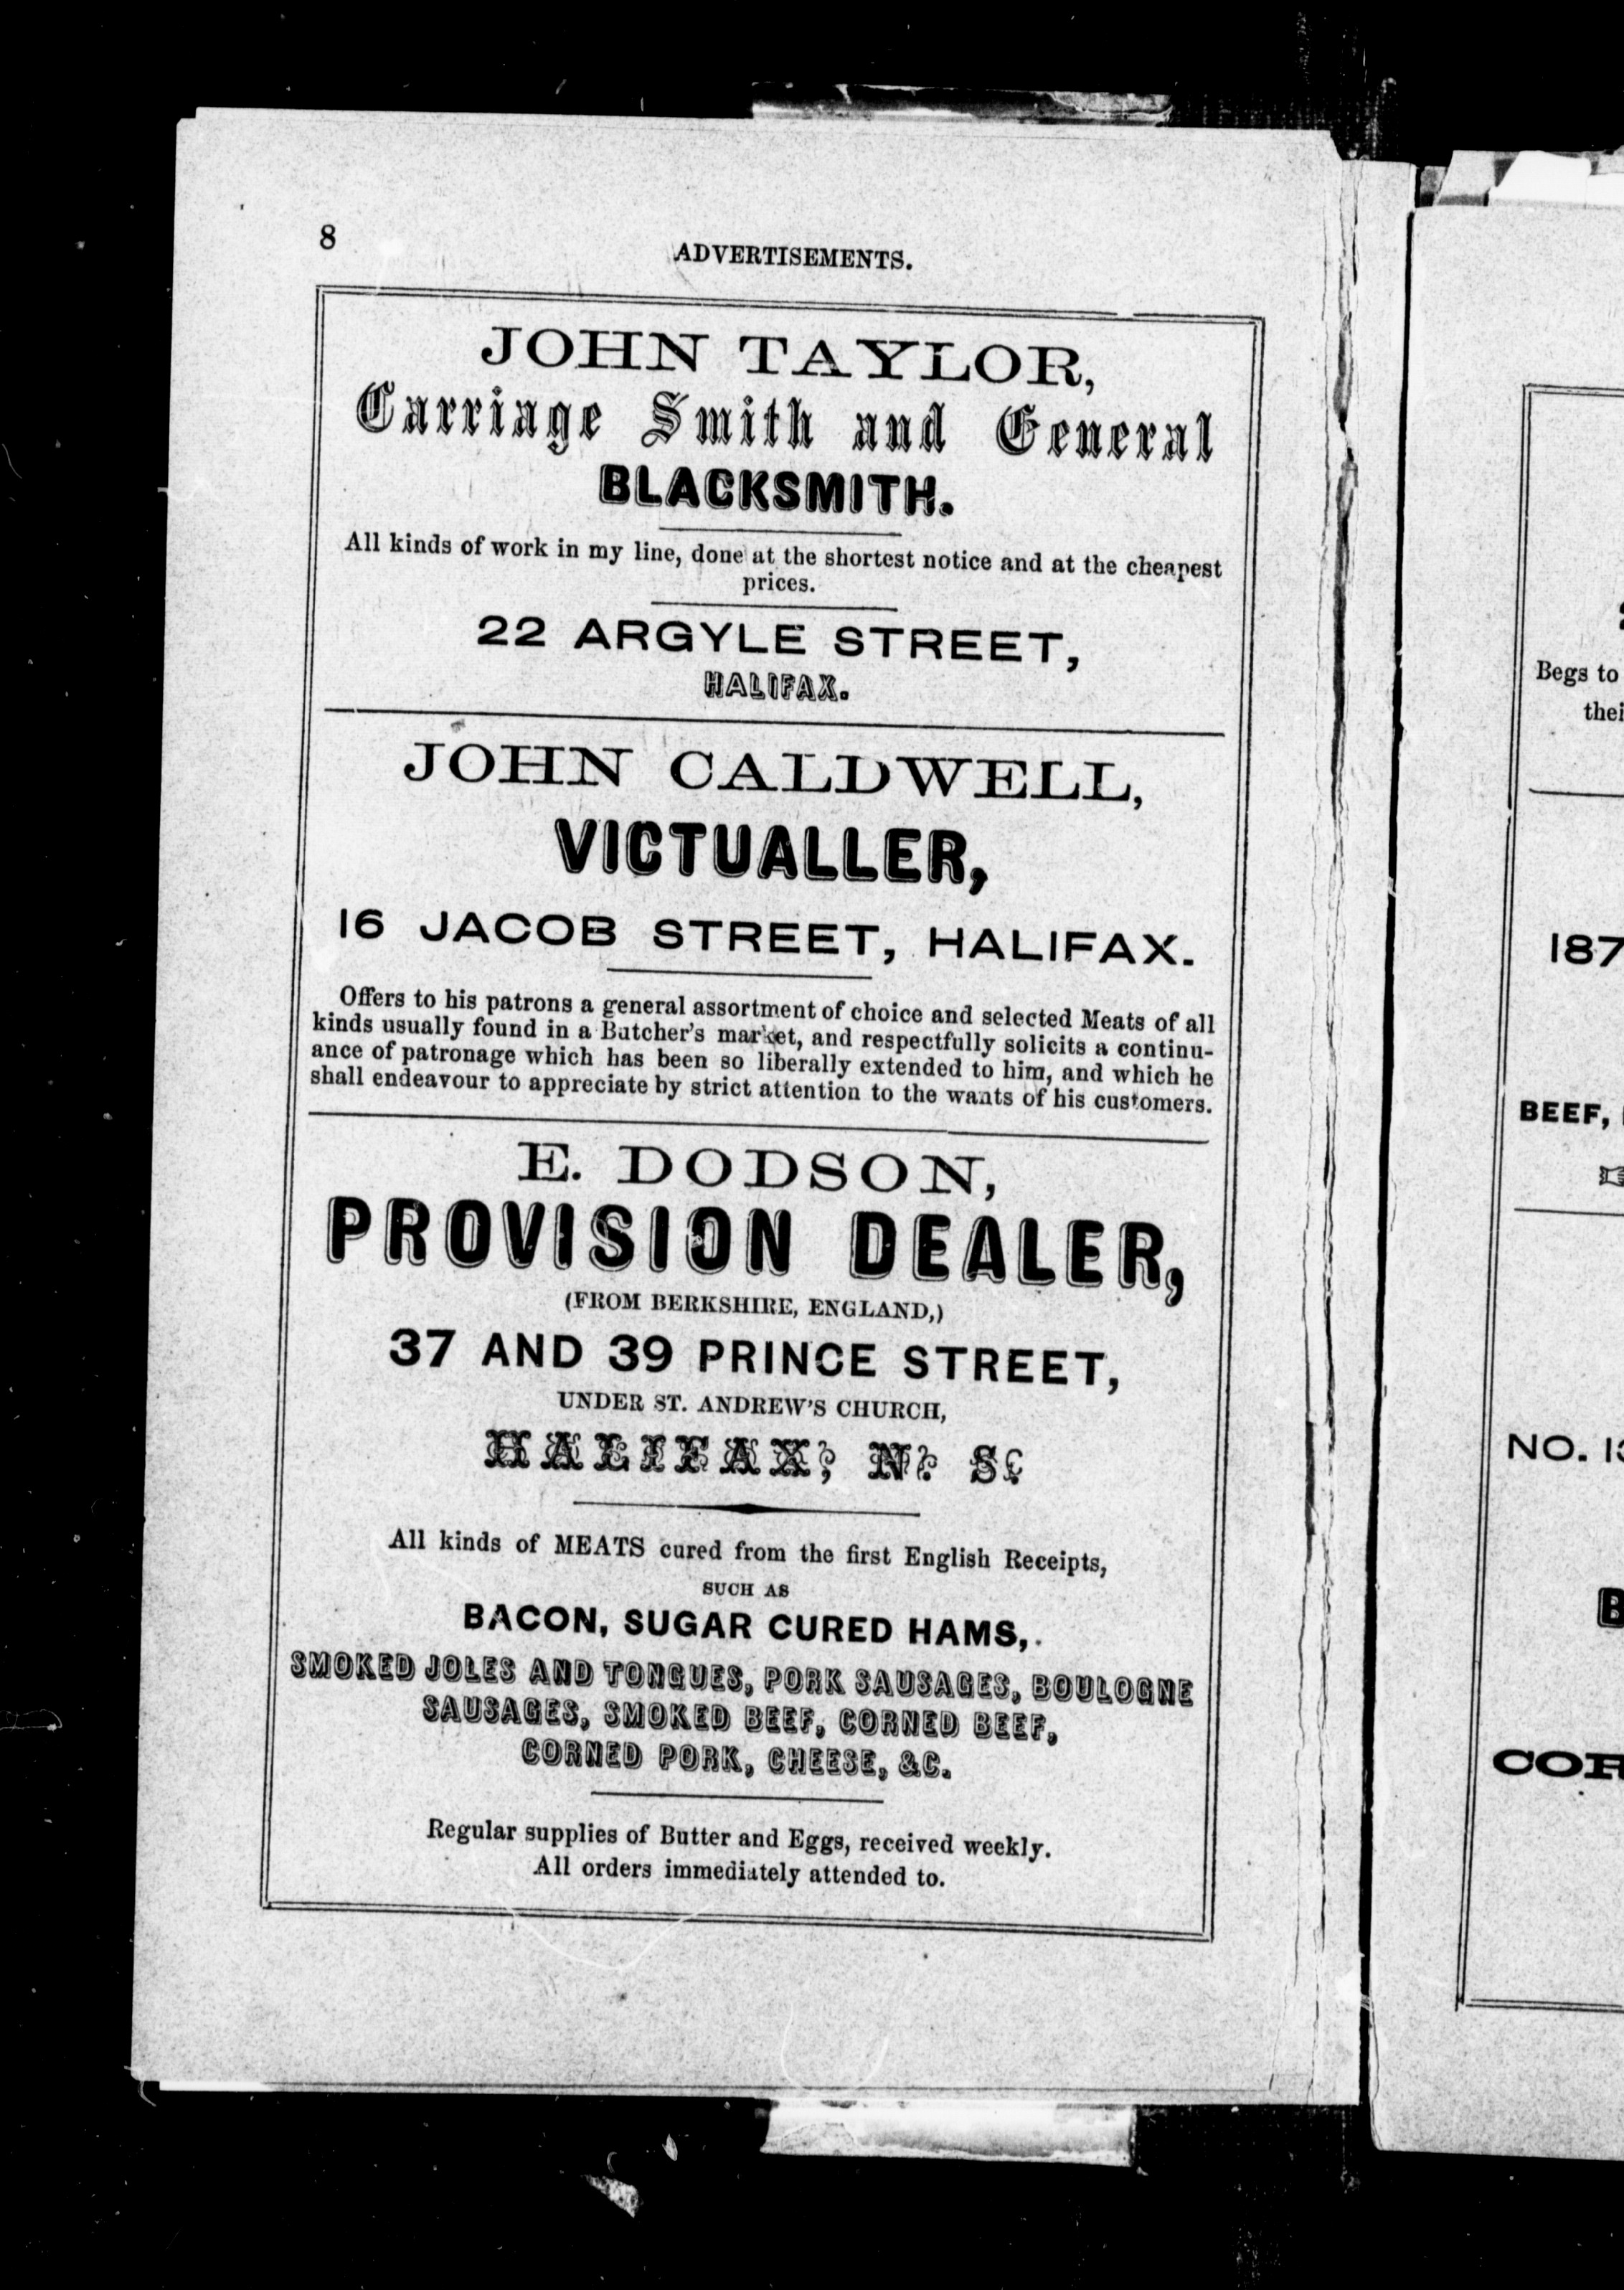 8
ADVERTISEMENTS.
JOHN TAYLOR,
Carriage Smith and General
BLACKSMITH.
All kinds of work in my line, done at the shortest notice and at the cheapest
prices.
22 ARGYLE STREET,
HALIFAX.
JOHN CALDWELL,
VICTUALLER,
16 JACOB STREET, HALIFAX.
Offers to his patrons a general assortment of choice and selected Meats of all
kinds usually found in a Butcher's market, and respectfully solicits a continu-
ance of patronage which has been so liberally extended to him, and which he
shall endeavour to appreciate by strict attention to the wants of his customers.
E. DODSON,
PROVISION DEALER,
(FROM BERKSHIRE, ENGLAND,)
37 AND 39 PRINCE STREET,
UNDER ST. ANDREW'S CHURCH,
HALIFAX, N. S.
All kinds of MEATS cured from the first English Receipts,
SUCH AS
BACON, SUGAR CURED HAMS,
SMOKED JOLES AND TONGUES, PORK SAUSAGES, BOULOGNE
SAUSAGES, SMOKED BEEF, CORNED BEEF,
CORNED PORK, CHEESE, &C.
Regular supplies of Butter and Eggs, received weekly.
All orders immediately attended to.
Begs to
187
BEEF,
NO.